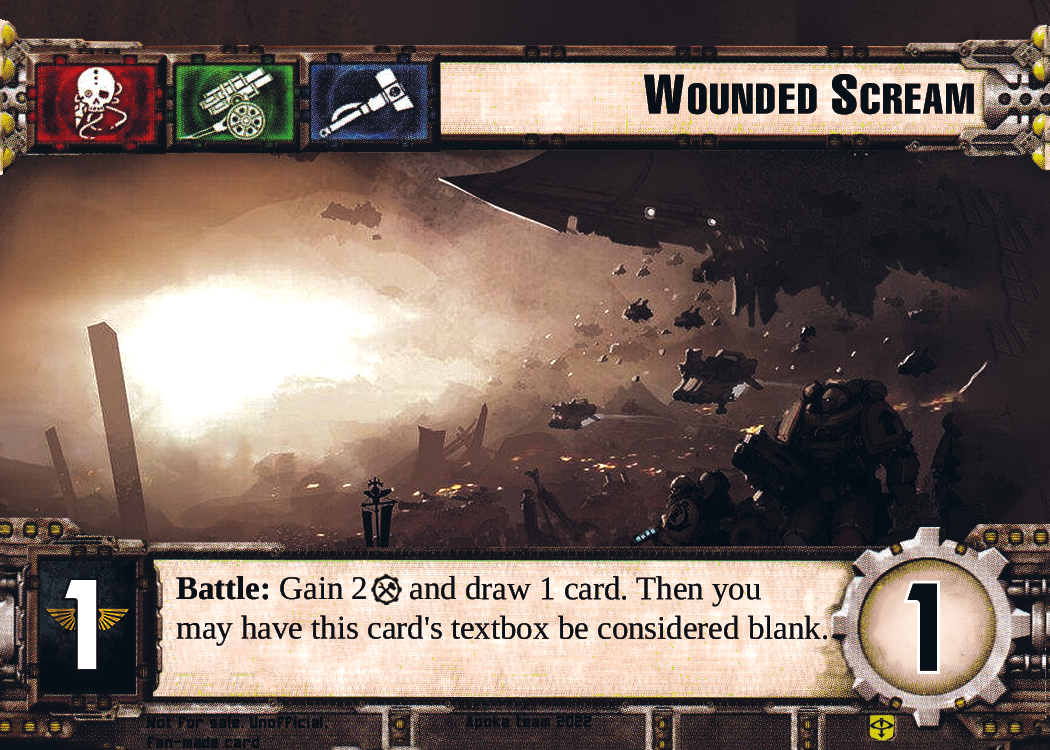 WOUNDED SCREAM
Battle: Gain 2 and draw 1 card. Then you
may have this card's textbox be considered blank.
1
1
Not for sale. Unofficial.
Fan-made card
Apoka team 2022